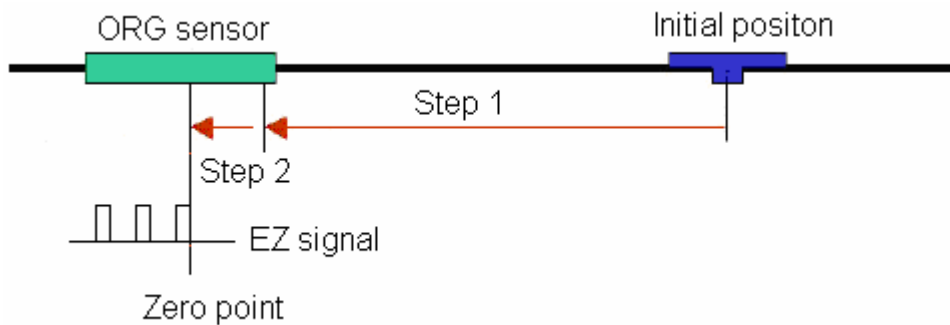 ORG sensor
Initial positon
Step 1
Step 2
EZ signal
Zero point